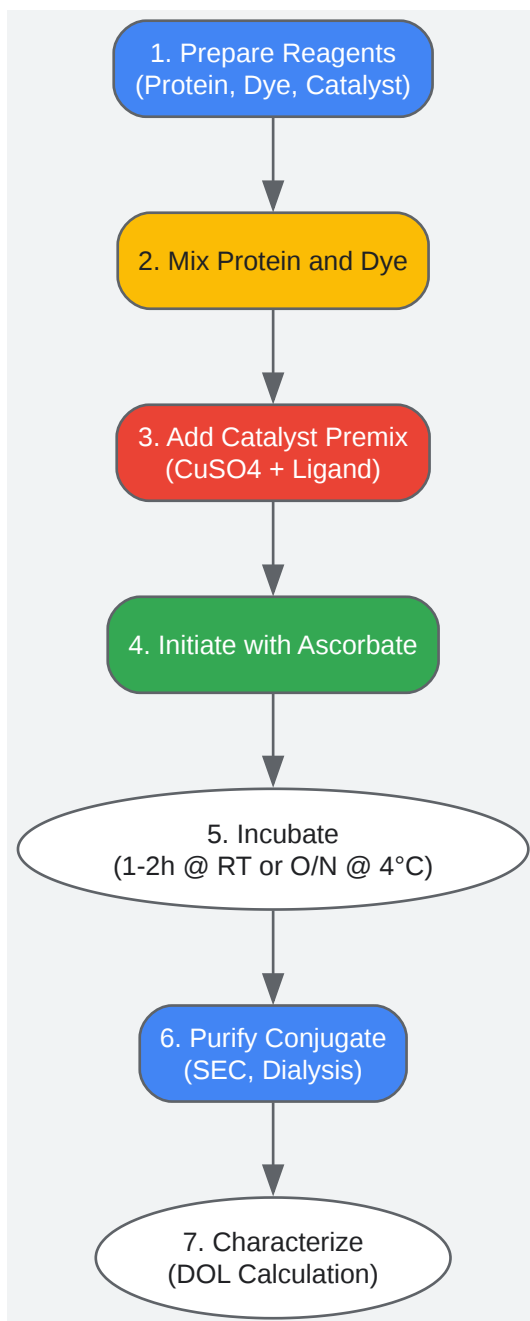 1. Prepare Reagents
(Protein, Dye, Catalyst)
2. Mix Protein and Dye
3. Add Catalyst Premix
(CuSO4 + Ligand)
4. Initiate with Ascorbate
5. Incubate
(1-2h @ RT or O/N @ 4°C)
6. Purify Conjugate
(SEC, Dialysis)
7. Characterize
(DOL Calculation)